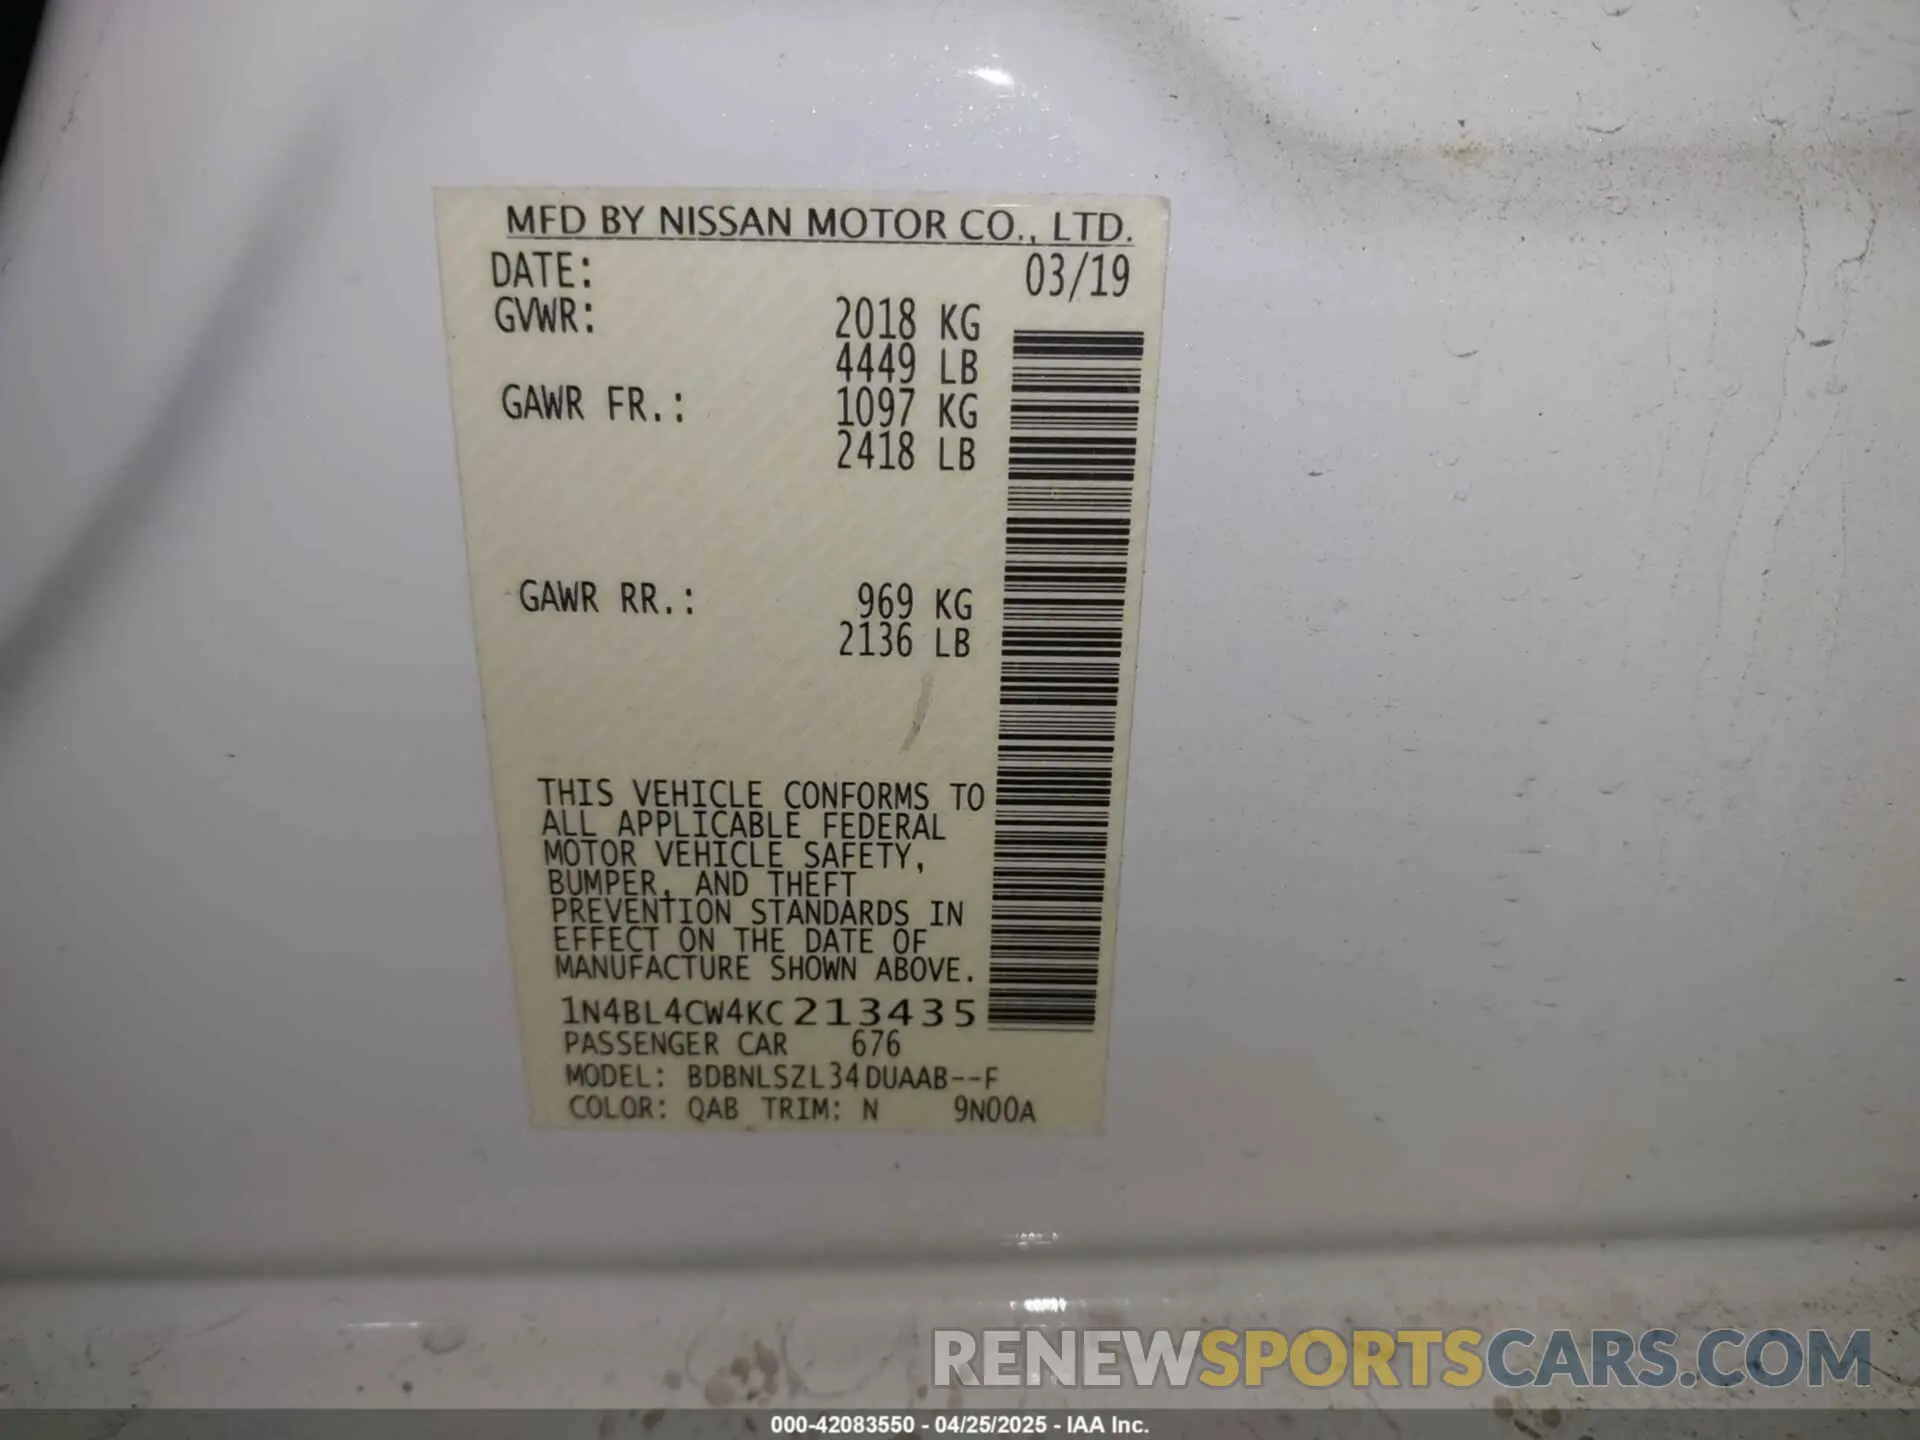 MFD BY NISSAN MOTOR CO., LTD.
DATE: 03/19
GVWR: 2018 KG
4449 LB
GAWR FR.: 1097 KG
2418 LB
GAWR RR.: 969 KG
2136 LB
THIS VEHICLE CONFORMS TO
ALL APPLICABLE FEDERAL
MOTOR VEHICLE SAFETY,
BUMPER, AND THEFT
PREVENTION STANDARDS IN
EFFECT ON THE DATE OF
MANUFACTURE SHOWN ABOVE.
1N4BL4CW4KC213435
PASSENGER CAR 676
MODEL: BDBNLSZL34DUAAB--F
COLOR: QAB TRIM: N 9N00A
RENEWSPORTSCARS.COM
000-42083550 - 04/25/2025 - IAA Inc.